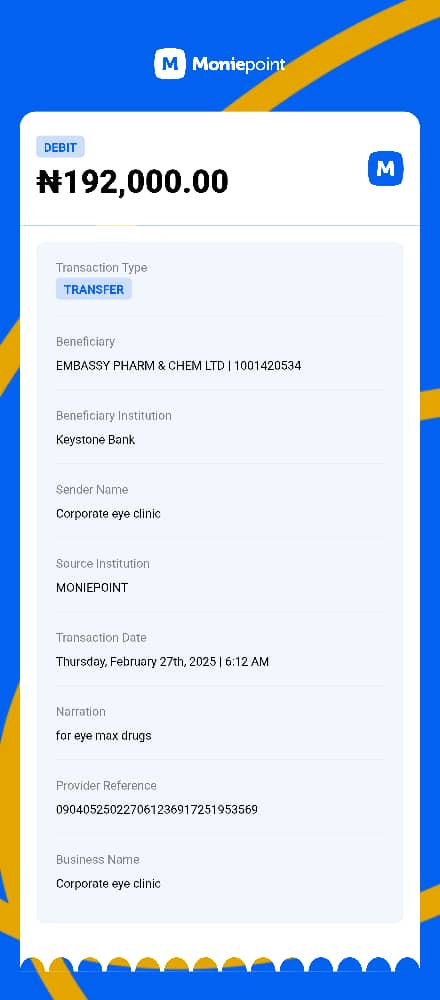 M Moniepoint
DEBIT
₦192,000.00
M
Transaction Type
TRANSFER
Beneficiary
EMBASSY PHARM & CHEM LTD | 1001420534
Beneficiary Institution
Keystone Bank
Sender Name
Corporate eye clinic
Source Institution
MONIEPOINT
Transaction Date
Thursday, February 27th, 2025 | 6:12 AM
Narration
for eye max drugs
Provider Reference
090405250227061236917251953569
Business Name
Corporate eye clinic